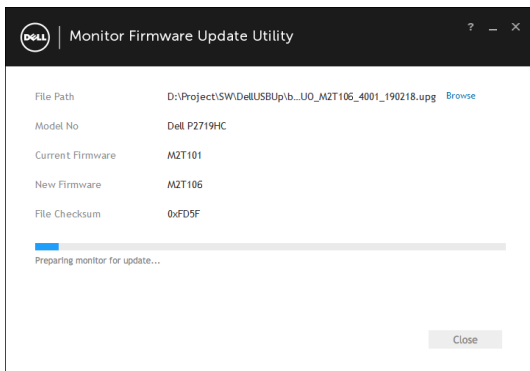 DELL Monitor Firmware Update Utility ?
File Path D:\Project\SW\DellUSBUp\b...UO_M2T106_4001_190218.upg Browse
Model No Dell P2719HC
Current Firmware M2T101
New Firmware M2T106
File Checksum 0xFD5F
Preparing monitor for update...
Close